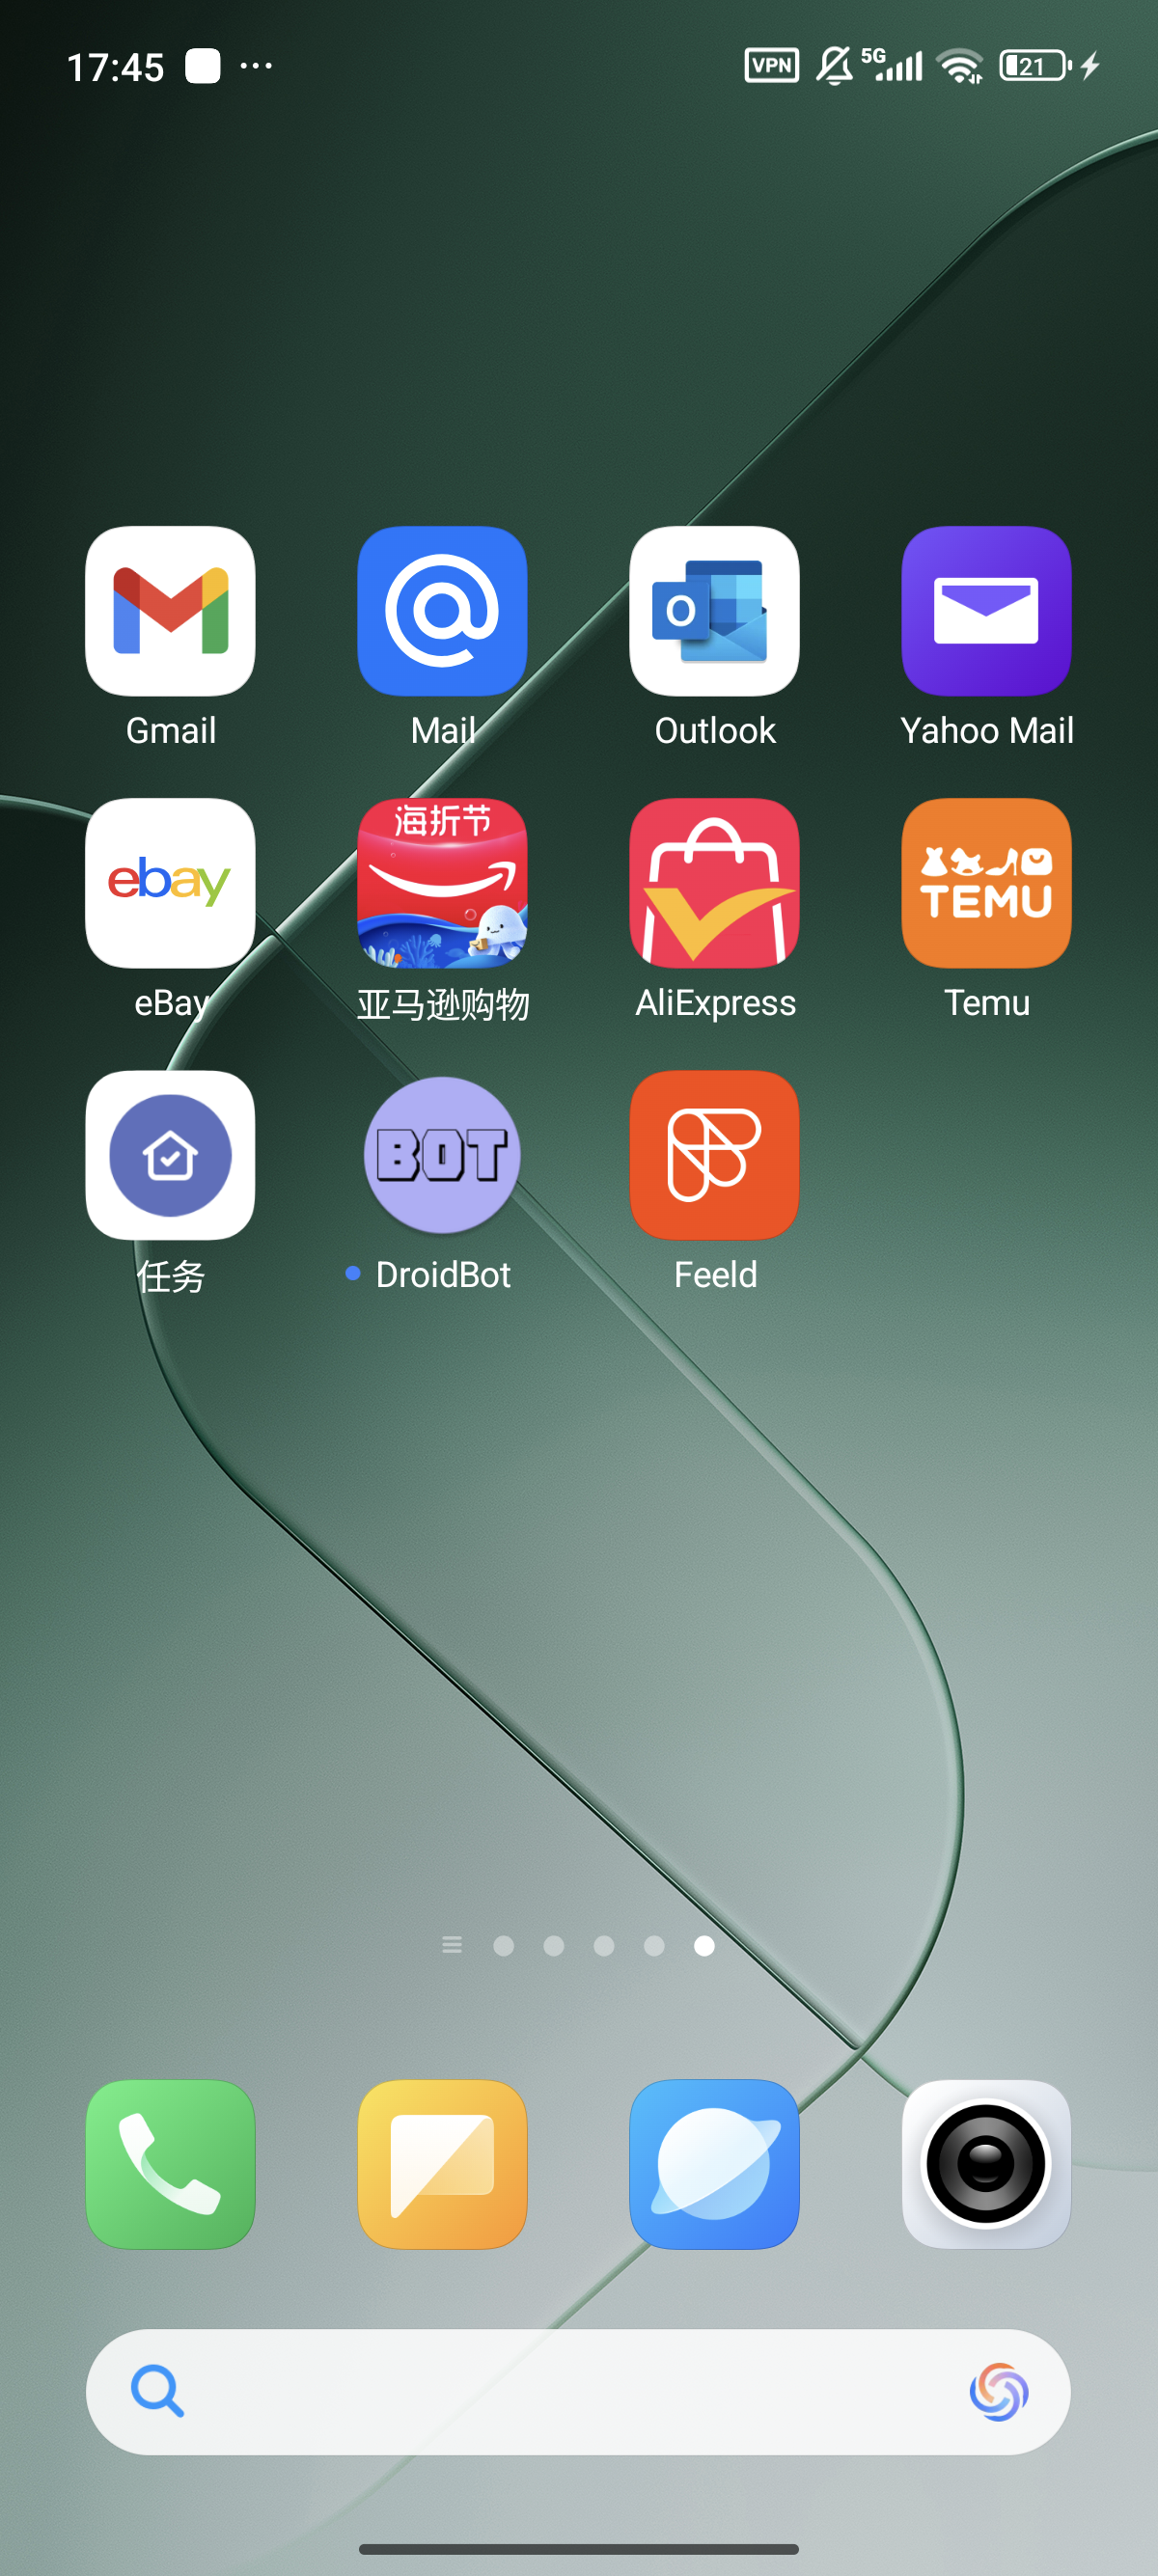 17:45
VPN
5G
21
Gmail
Mail
Outlook
Yahoo Mail
ebay
海折节
TEMU
eBay
亚马逊购物
AliExpress
Temu
BOT
任务
DroidBot
Feeld